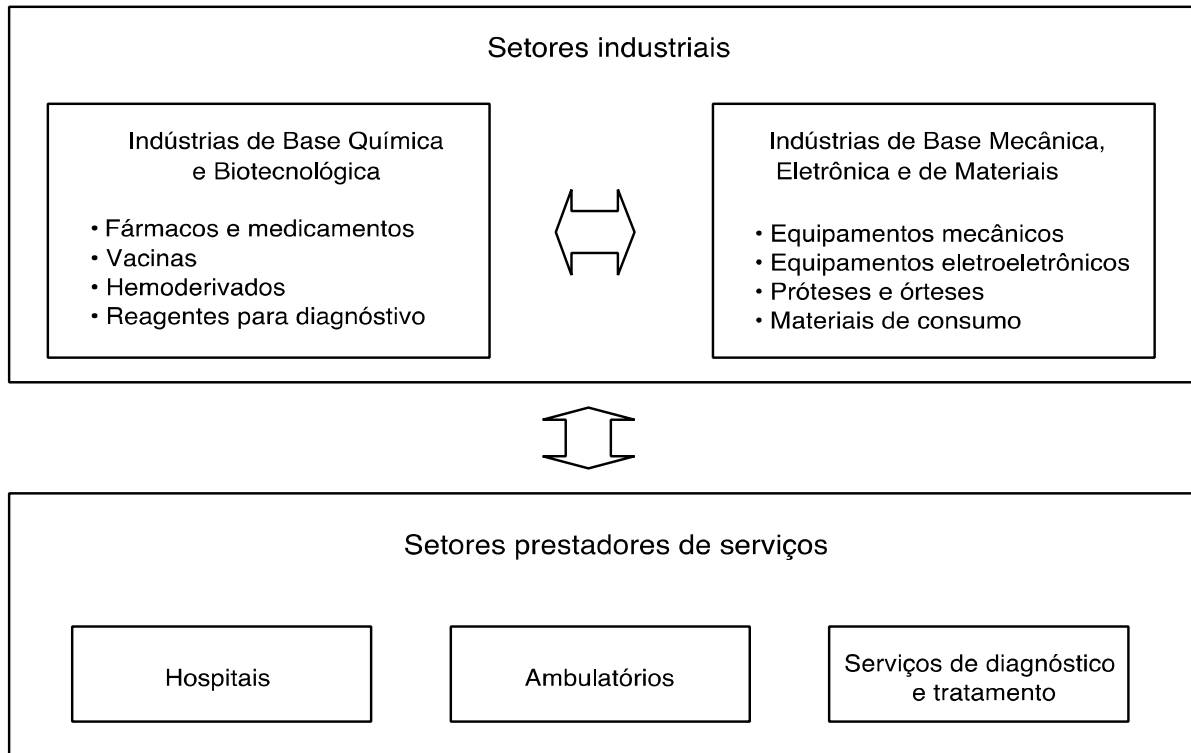 Setores industriais
Indústrias de Base Química
e Biotecnológica
• Fármacos e medicamentos
• Vacinas
• Hemoderivados
• Reagentes para diagnóstivo
Indústrias de Base Mecânica,
Eletrônica e de Materiais
• Equipamentos mecânicos
• Equipamentos eletroeletrônicos
• Próteses e órteses
• Materiais de consumo
Setores prestadores de serviços
Hospitais
Ambulatórios
Serviços de diagnóstico
e tratamento